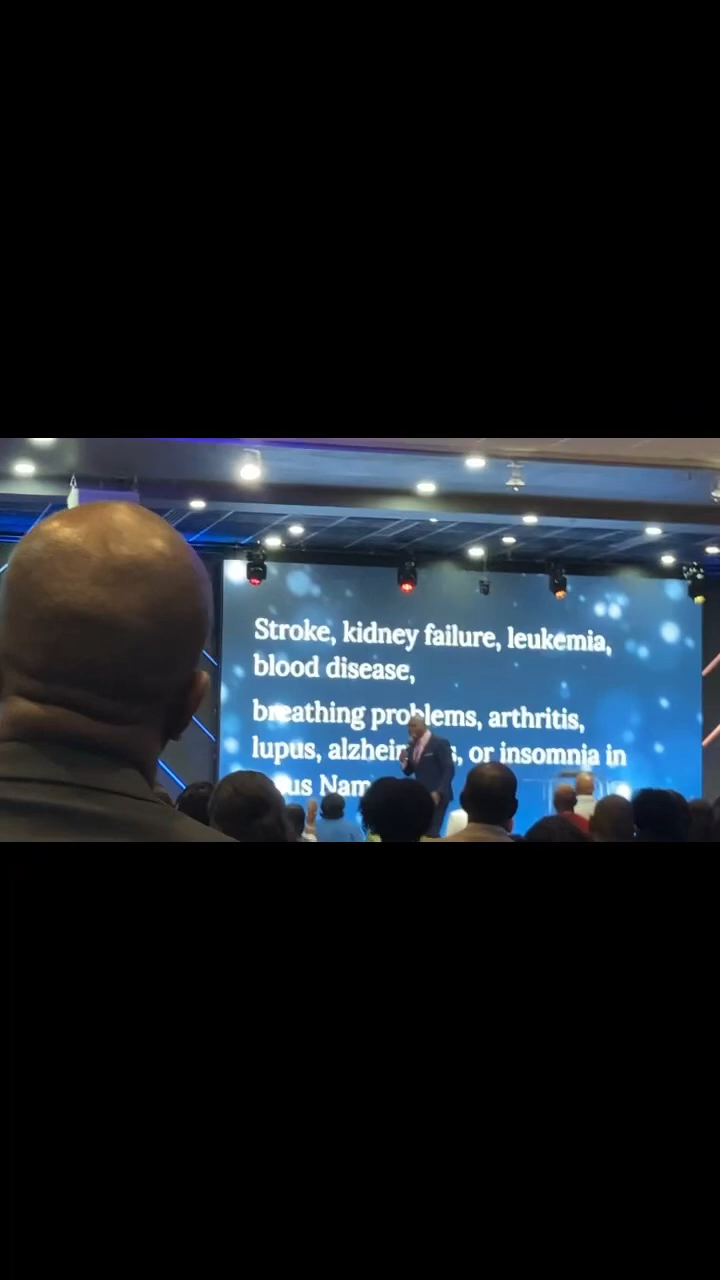 Stroke, kidney failure, leukemia,
blood disease,
breathing problems, arthritis,
lupus, or insomnia in